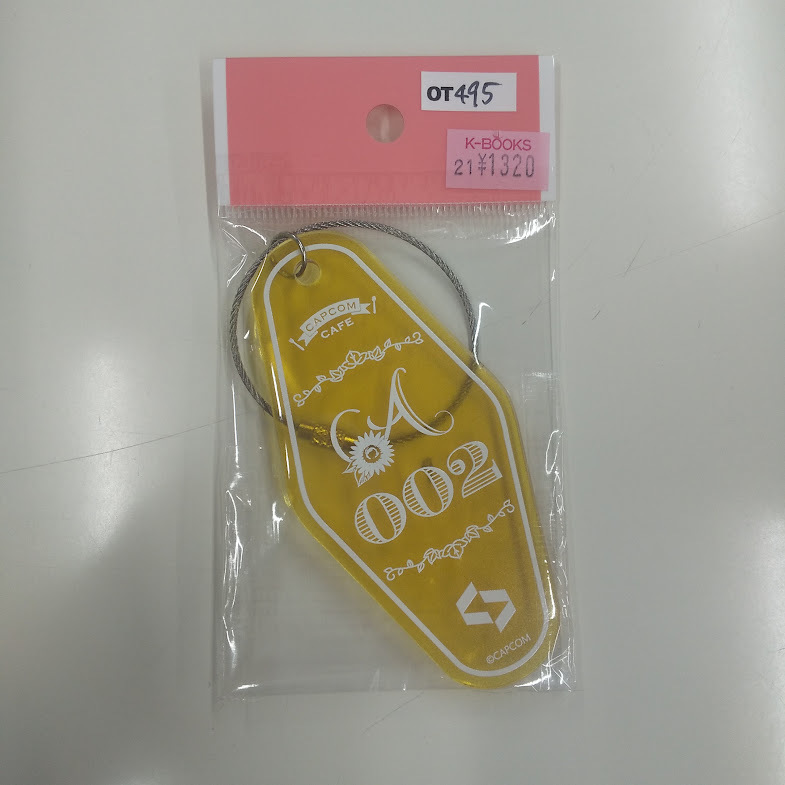 OT495
K-BOOKS
21¥1320
CAPCOM
CAFE
A
002
©CAPCOM